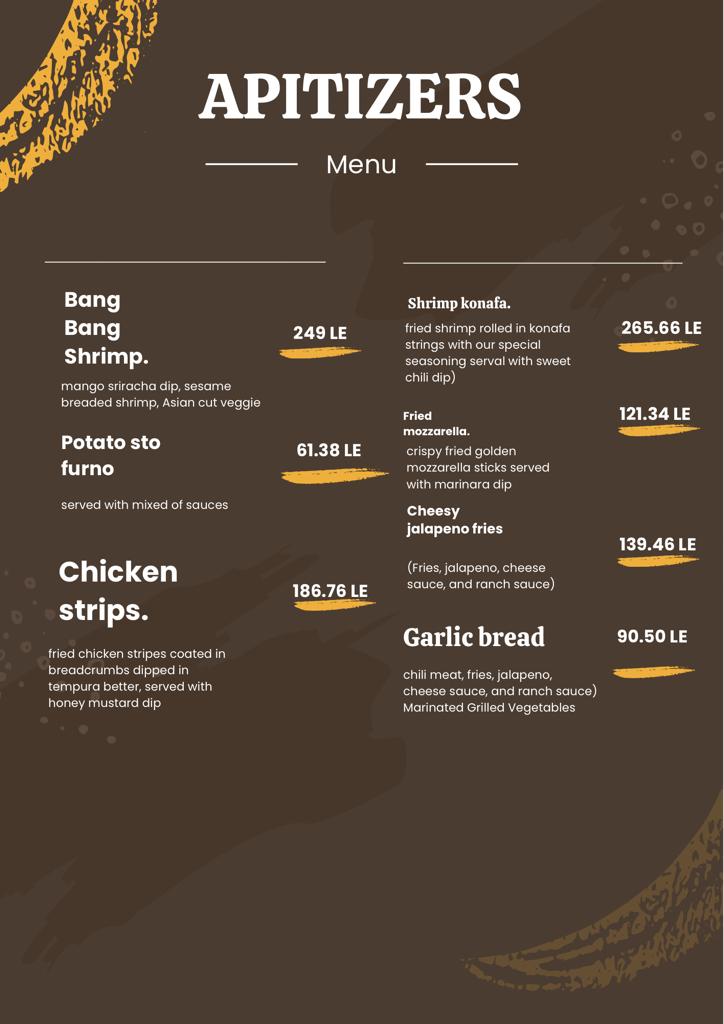 APITIZERS
Menu
Bang
Bang
Shrimp.
249 LE
mango sriracha dip, sesame
breaded shrimp, Asian cut veggie
Potato sto
furno
61.38 LE
served with mixed of sauces
Chicken
strips.
186.76 LE
fried chicken stripes coated in
breadcrumbs dipped in
tempura better, served with
honey mustard dip
Shrimp konafa.
265.66 LE
fried shrimp rolled in konafa
strings with our special
seasoning serval with sweet
chili dip)
Fried
mozzarella.
121.34 LE
crispy fried golden
mozzarella sticks served
with marinara dip
Cheesy
jalapeno fries
139.46 LE
(Fries, jalapeno, cheese
sauce, and ranch sauce)
Garlic bread
90.50 LE
chili meat, fries, jalapeno,
cheese sauce, and ranch sauce)
Marinated Grilled Vegetables